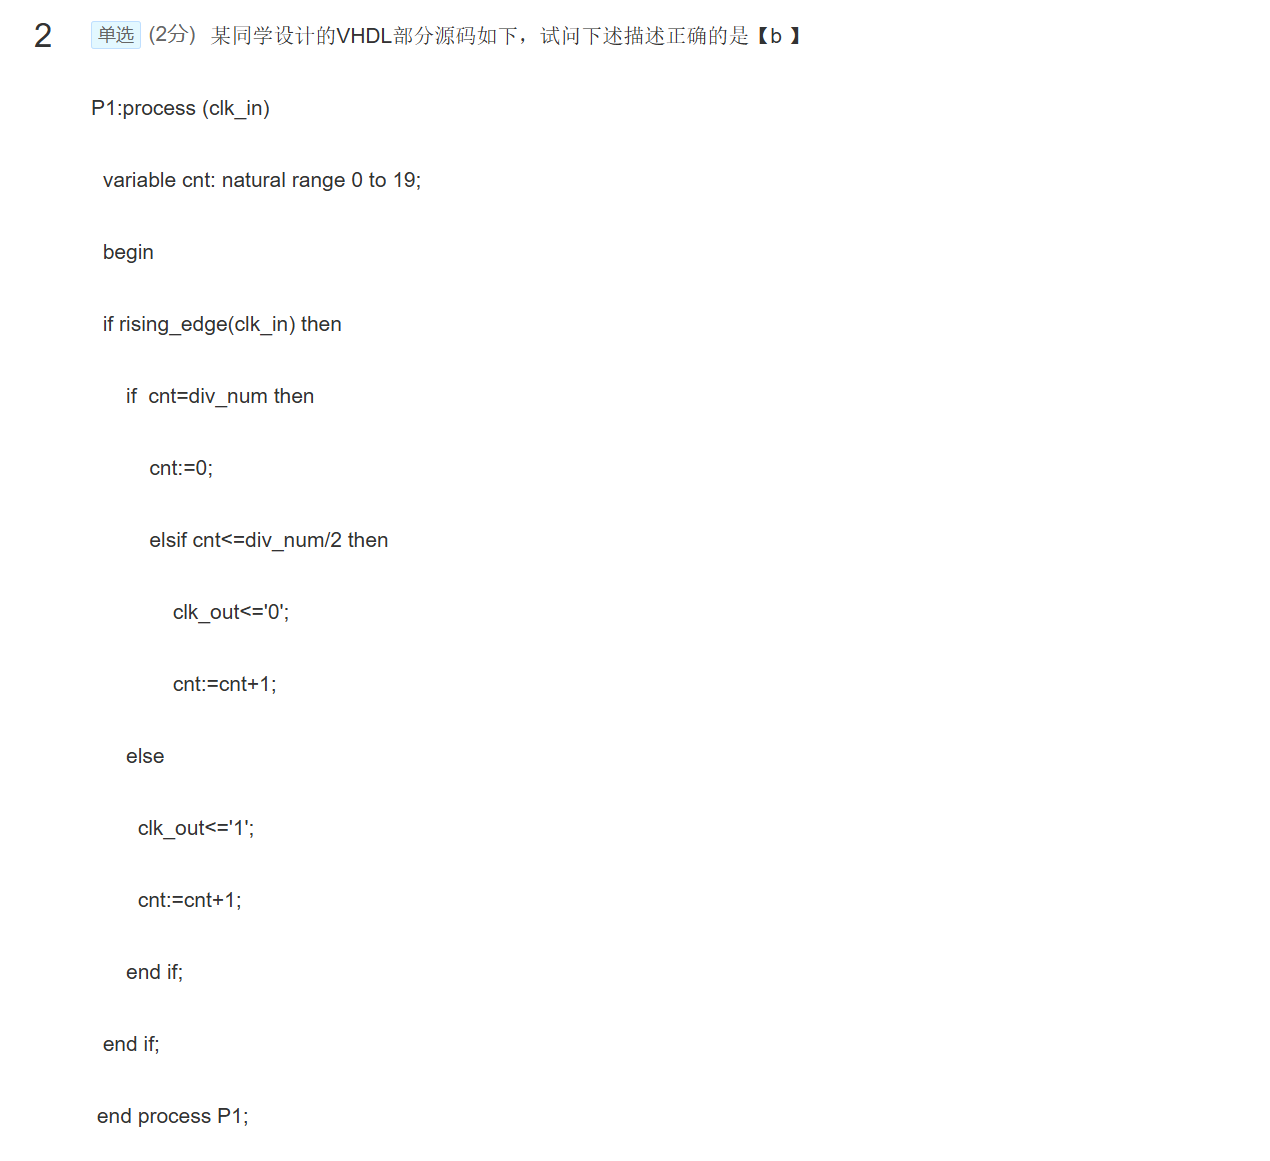 2 单选 (2分) 某同学设计的VHDL部分源码如下，试问下述描述正确的是【b 】
P1:process (clk_in)
variable cnt: natural range 0 to 19;
begin
if rising_edge(clk_in) then
if  cnt=div_num then
cnt:=0;
elsif cnt<=div_num/2 then
clk_out<='0';
cnt:=cnt+1;
else
clk_out<='1';
cnt:=cnt+1;
end if;
end if;
end process P1;